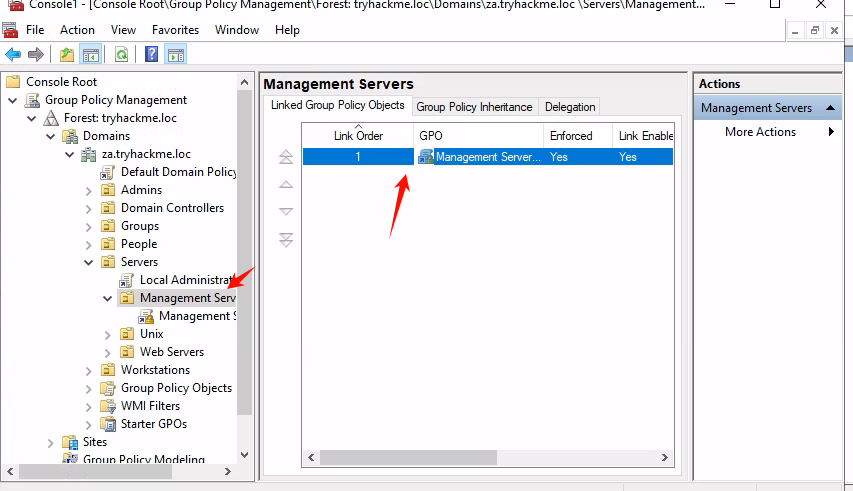 Console1 - [Console Root\Group Policy Management\Forest: tryhackme.loc\Domains\za.tryhackme.loc \Servers\Management...
File Action View Favorites Window Help
Console Root
Group Policy Management
Forest: tryhackme.loc
Domains
za.tryhackme.loc
Default Domain Policy
Admins
Domain Controllers
Groups
People
Servers
Local Administrat
Management Serv
Management S
Unix
Web Servers
Workstations
Group Policy Objects
WMI Filters
Starter GPOs
Sites
Group Policy Modeling
Management Servers
Linked Group Policy Objects Group Policy Inheritance Delegation
Link Order GPO Enforced Link Enable
1 Management Server... Yes Yes
Actions
Management Servers
More Actions